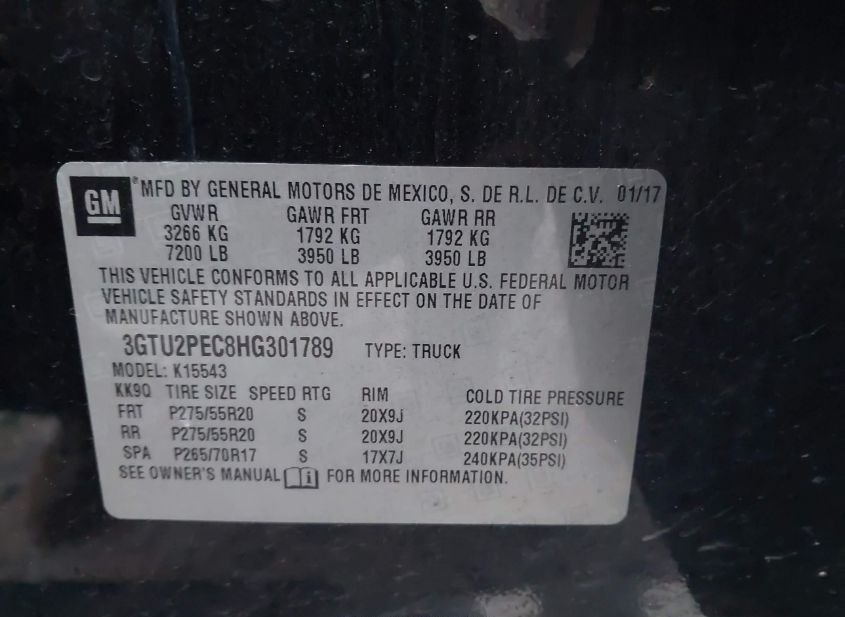 GM
®MFD BY GENERAL MOTORS DE MEXICO, S. DE R.L. DE C.V. 01/17
GVWR GAWR FRT GAWR RR
3266 KG 1792 KG 1792 KG
7200 LB 3950 LB 3950 LB
THIS VEHICLE CONFORMS TO ALL APPLICABLE U.S. FEDERAL MOTOR
VEHICLE SAFETY STANDARDS IN EFFECT ON THE DATE OF
MANUFACTURE SHOWN ABOVE.
3GTU2PEC8HG301789 TYPE: TRUCK
MODEL: K15543
KK9Q TIRE SIZE SPEED RTG RIM COLD TIRE PRESSURE
FRT P275/55R20 S 20X9J 220KPA(32PSI)
RR P275/55R20 S 20X9J 220KPA(32PSI)
SPA P265/70R17 S 17X7J 240KPA(35PSI)
SEE OWNER'S MANUAL FOR MORE INFORMATION.